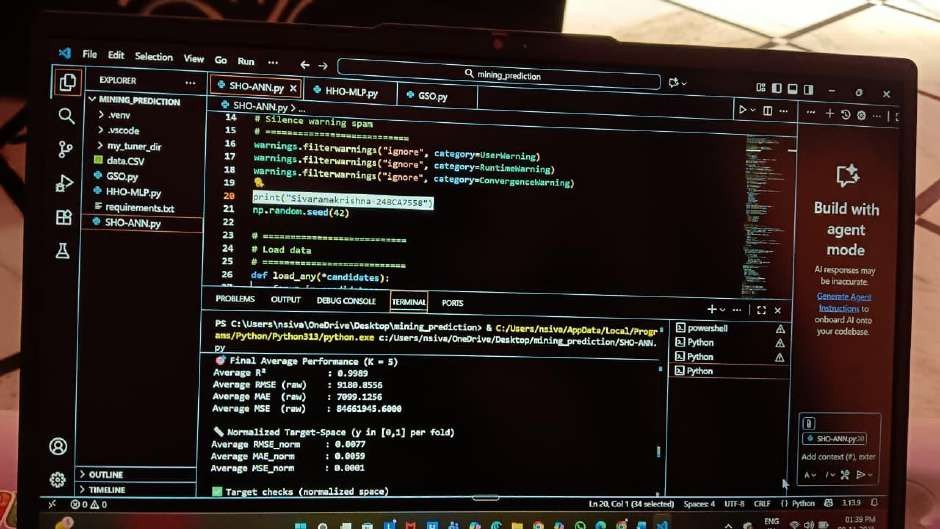 File Edit Selection View Go Run ...
mining_prediction
EXPLORER ...
MINING_PREDICTION
.venv
.vscode
my_tuner_dir
data.CSV
GSO.py
HHO-MLP.py
requirements.txt
SHO-ANN.py
OUTLINE
TIMELINE
SHO-ANN.py
HHO-MLP.py
GSO.py
SHO-ANN.py > ...
14 # Silence warning spam
15 # =========================
16 warnings.filterwarnings("ignore", category=UserWarning)
17 warnings.filterwarnings("ignore", category=RuntimeWarning)
18 warnings.filterwarnings("ignore", category=ConvergenceWarning)
19
20 print("Sivaramakrishna-24BCA7558")
21 np.random.seed(42)
22
23 # =========================
24 # Load data
25 # =========================
26 def load_any(*candidates):
PROBLEMS OUTPUT DEBUG CONSOLE TERMINAL PORTS
PS C:\Users\nsiva\OneDrive\Desktop\mining_prediction> & C:/Users/nsiva/AppData/Local/Progr
ams/Python/Python313/python.exe c:/Users/nsiva/OneDrive/Desktop/mining_prediction/SHO-ANN.
py
Final Average Performance (K = 5)
Average R² : 0.9989
Average RMSE (raw) : 9180.8556
Average MAE (raw) : 7099.1256
Average MSE (raw) : 84661945.6000
Normalized Target-Space (y in [0,1] per fold)
Average RMSE_norm : 0.0077
Average MAE_norm : 0.0059
Average MSE_norm : 0.0001
Target checks (normalized space)
powershell
Python
Python
Python
Build with
agent
mode
AI responses may
be inaccurate.
Generate Agent
Instructions to
onboard AI onto
your codebase.
SHO-ANN.py:20
Add context (#), exter
0 0
Ln 20, Col 1 (34 selected) Spaces: 4 UTF-8 CRLF {} Python 3.13.9
ENG
01:39 PM